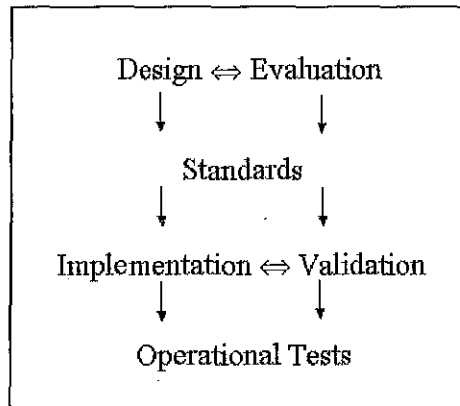 Design ⇔ Evaluation
Standards
Implementation ⇔ Validation
Operational Tests